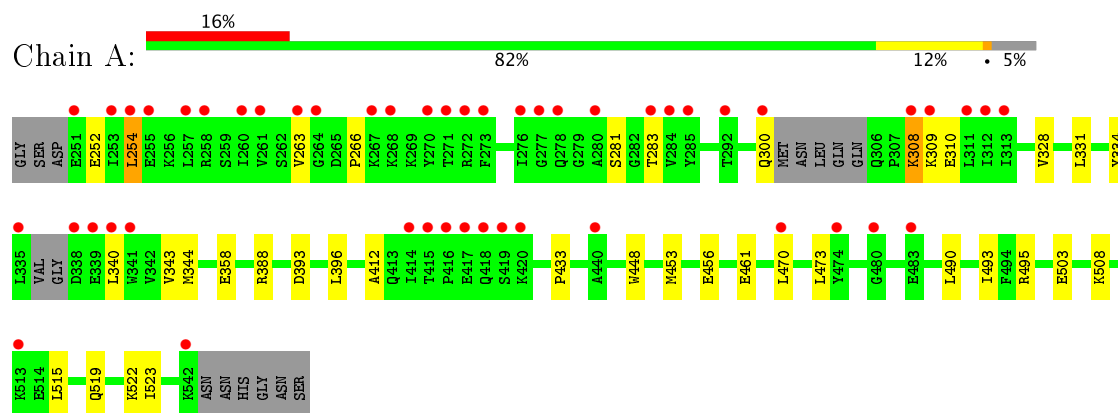 16%
Chain A:
82% 12% • 5%
GLY SER ASP E251 E252 I253 L254 E255 K256 L257 R258 S259 I260 V261 S262 V263 G264 D265 P266 K267 K268 K269 Y270 T271 R272 F273 I276 G277 Q278 G279 A280 S281 G282 T283 V284 Y285 T292 Q300 MET ASN LEU GLN GLN Q306 P307 K308 K309 E310 L311 I312 I313 V328 L331 Y334
L335 VAL GLY D338 E339 L340 W341 V342 V343 M344 E358 R388 D393 L396 A412 Q413 I414 T415 P416 E417 Q418 S419 K420 P433 A440 W448 M453 E456 E461 L470 L473 Y474 G480 E483 L490 I493 F494 R495 E503 K508
K513 E514 L515 Q519 K522 I523 K542 ASN ASN HIS GLY ASN SER